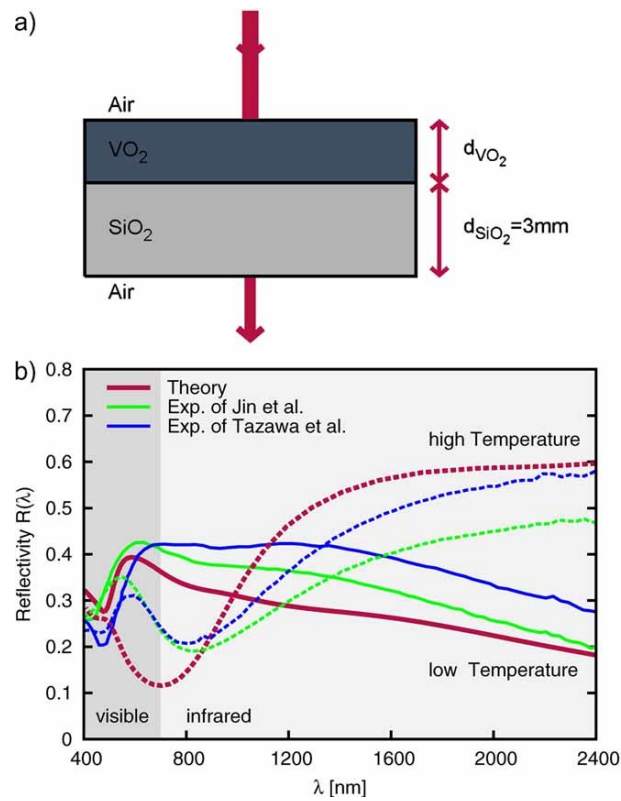 a)
Air
VO₂
d_VO₂
SiO₂
d_SiO₂=3mm
Air
b)
0.8
0.7
0.6
0.5
0.4
0.3
0.2
0.1
0
Reflectivity R(λ)
Theory
Exp. of Jin et al.
Exp. of Tazawa et al.
high Temperature
low Temperature
visible
infrared
400 800 1200 1600 2000 2400
λ [nm]